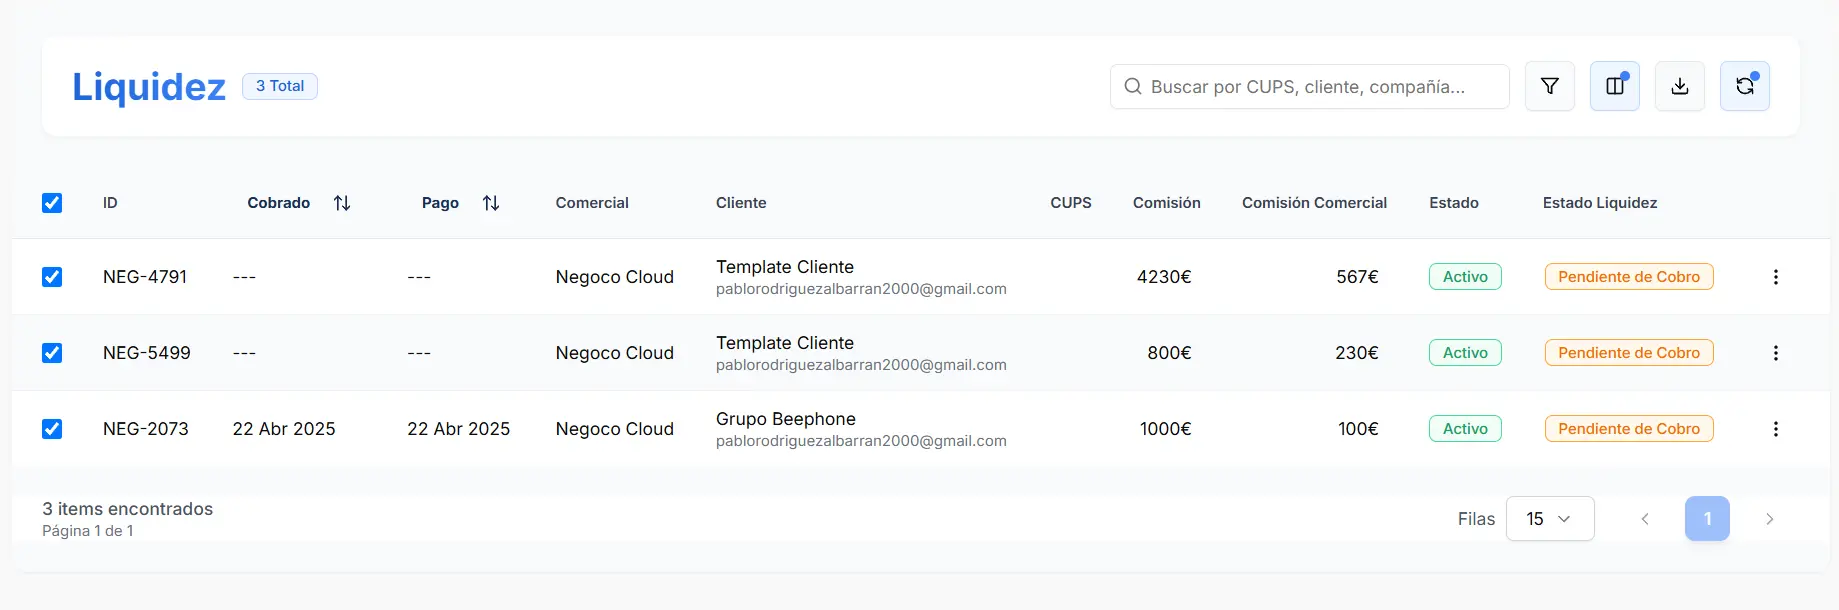 Liquidez 3 Total Buscar por CUPS, cliente, compañía...
ID Cobrado Pago Comercial Cliente CUPS Comisión Comisión Comercial Estado Estado Liquidez
NEG-4791 --- --- Negoco Cloud Template Cliente 4230€ 567€ Activo Pendiente de Cobro
pablorodriguezalbarran2000@gmail.com
NEG-5499 --- --- Negoco Cloud Template Cliente 800€ 230€ Activo Pendiente de Cobro
pablorodriguezalbarran2000@gmail.com
NEG-2073 22 Abr 2025 22 Abr 2025 Negoco Cloud Grupo Beephone 1000€ 100€ Activo Pendiente de Cobro
pablorodriguezalbarran2000@gmail.com
3 items encontrados
Página 1 de 1
Filas 15 1